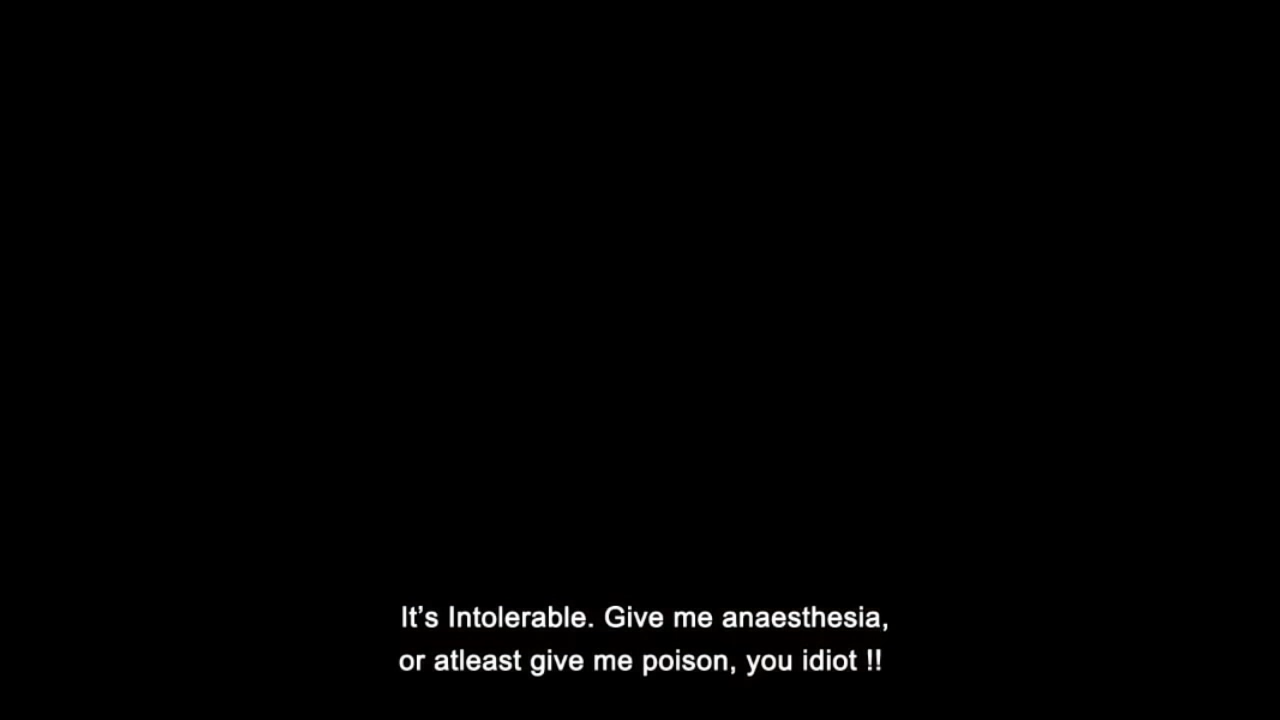 It’s Intolerable. Give me anaesthesia,
or atleast give me poison, you idiot !!